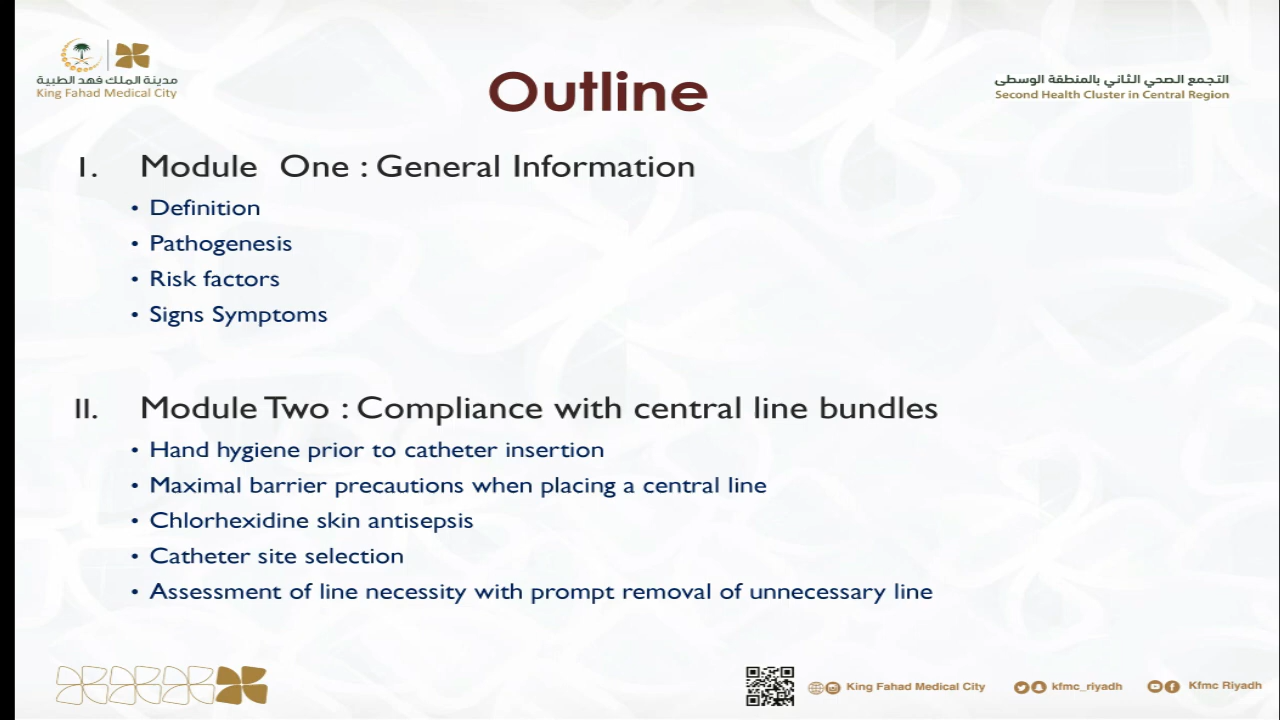 مدينة الملك فهد الطبية
King Fahad Medical City
Outline
التجمع الصحي الثاني بالمنطقة الوسطى
Second Health Cluster in Central Region
I. Module One : General Information
• Definition
• Pathogenesis
• Risk factors
• Signs Symptoms
II. Module Two : Compliance with central line bundles
• Hand hygiene prior to catheter insertion
• Maximal barrier precautions when placing a central line
• Chlorhexidine skin antisepsis
• Catheter site selection
• Assessment of line necessity with prompt removal of unnecessary line
King Fahad Medical City
kfmc_riyadh
Kfmc Riyadh